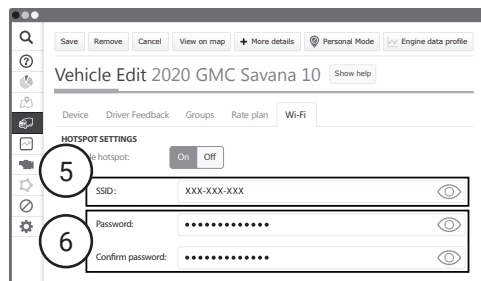 Save Remove Cancel View on map + More details Personal Mode Engine data profile
Vehicle Edit 2020 GMC Savana 10 Show help
Device Driver Feedback Groups Rate plan Wi-Fi
HOTSPOT SETTINGS
hotspot: On Off
5
SSID: XXX-XXX-XXX
Password: •••••••••••••
6
Confirm password: •••••••••••••